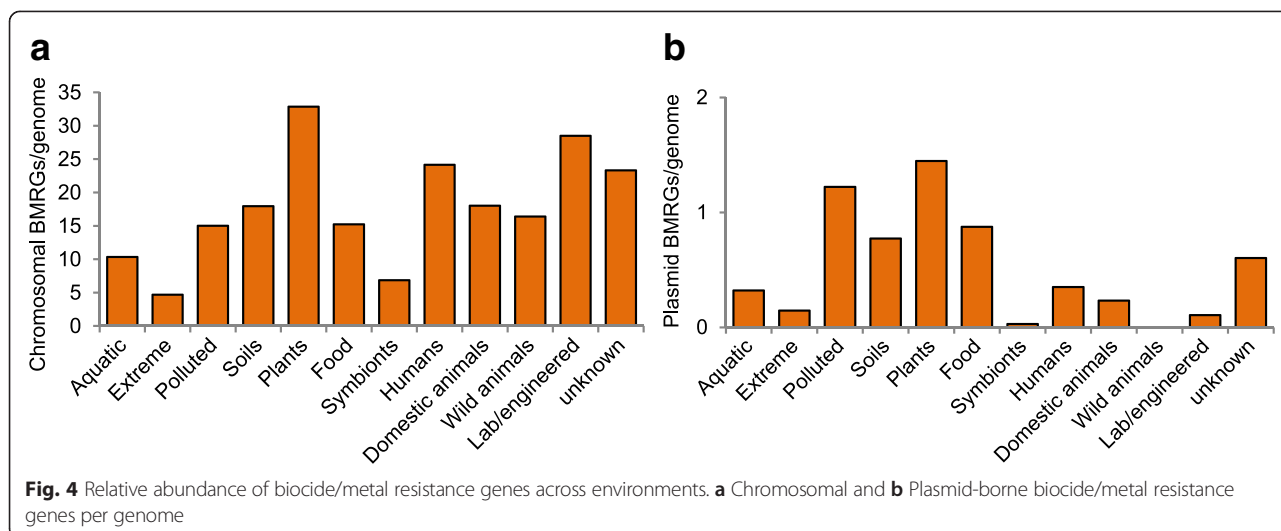 a
Chromosomal BMRGs/genome
35
30
25
20
15
10
5
0
Aquatic
Extreme
Polluted
Soils
Plants
Food
Symbionts
Humans
Domestic animals
Wild animals
Lab/engineered
unknown
b
Plasmid BMRGs/genome
2
1
0
Aquatic
Extreme
Polluted
Soils
Plants
Food
Symbionts
Humans
Domestic animals
Wild animals
Lab/engineered
unknown
Fig. 4 Relative abundance of biocide/metal resistance genes across environments. a Chromosomal and b Plasmid-borne biocide/metal resistance
genes per genome